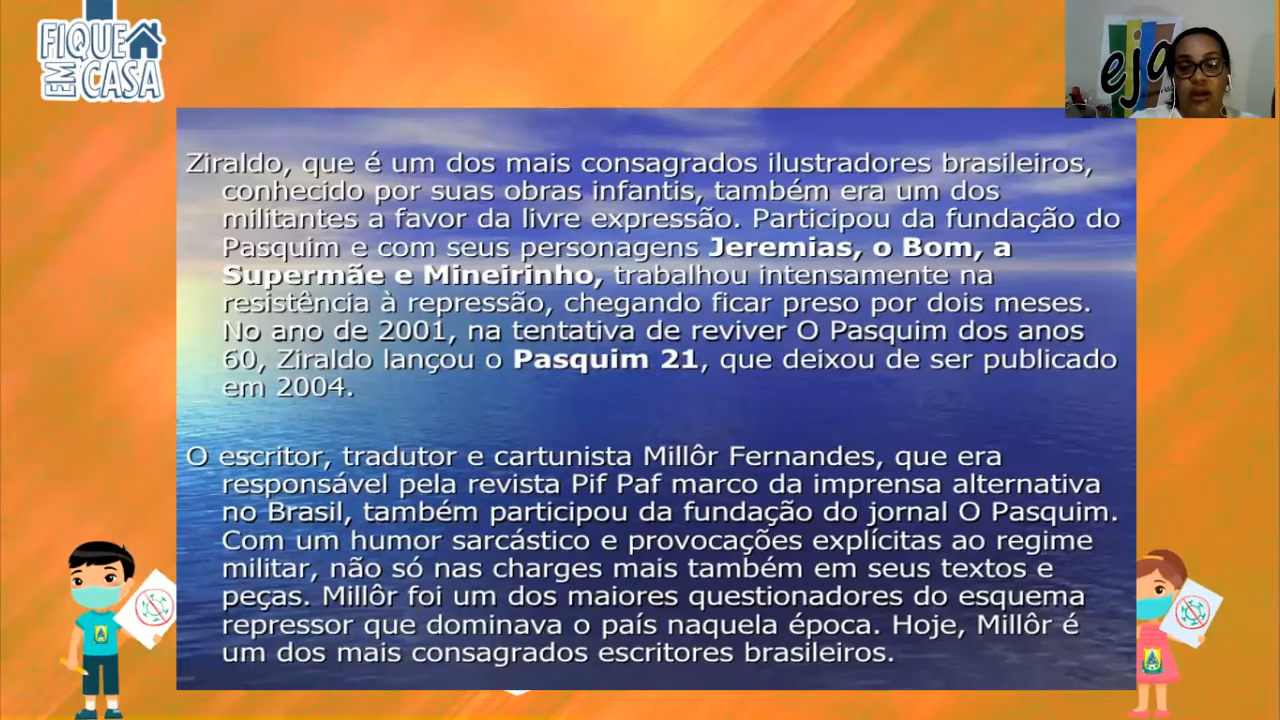 FIQUE
EM CASA
eja
Ziraldo, que é um dos mais consagrados ilustradores brasileiros,
conhecido por suas obras infantis, também era um dos
militantes a favor da livre expressão. Participou da fundação do
Pasquim e com seus personagens Jeremias, o Bom, a
Supermãe e Mineirinho, trabalhou intensamente na
resistência à repressão, chegando ficar preso por dois meses.
No ano de 2001, na tentativa de reviver O Pasquim dos anos
60, Ziraldo lançou o Pasquim 21, que deixou de ser publicado
em 2004.
O escritor, tradutor e cartunista Millôr Fernandes, que era
responsável pela revista Pif Paf marco da imprensa alternativa
no Brasil, também participou da fundação do jornal O Pasquim.
Com um humor sarcástico e provocações explícitas ao regime
militar, não só nas charges mais também em seus textos e
peças. Millôr foi um dos maiores questionadores do esquema
repressor que dominava o país naquela época. Hoje, Millôr é
um dos mais consagrados escritores brasileiros.